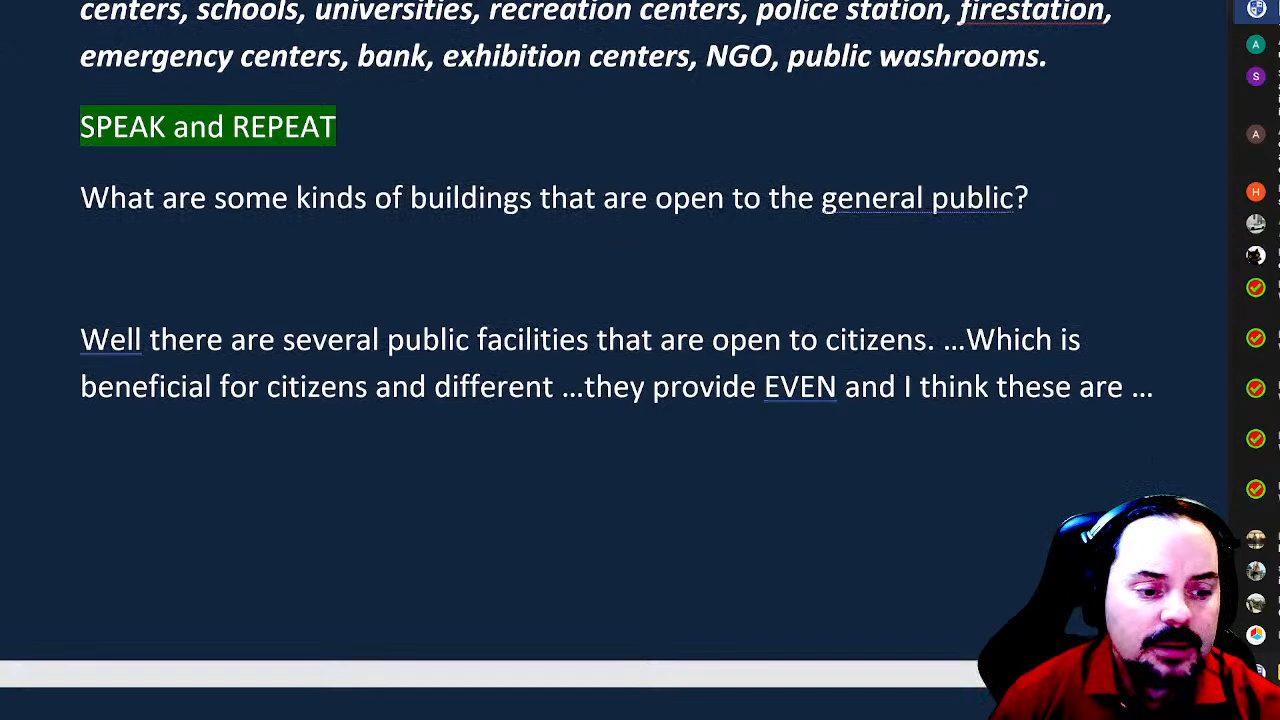 centers, schools, universities, recreation centers, police station, firestation,
emergency centers, bank, exhibition centers, NGO, public washrooms.
SPEAK and REPEAT
What are some kinds of buildings that are open to the general public?
Well there are several public facilities that are open to citizens. …Which is
beneficial for citizens and different …they provide EVEN and I think these are …
A
S
A
H